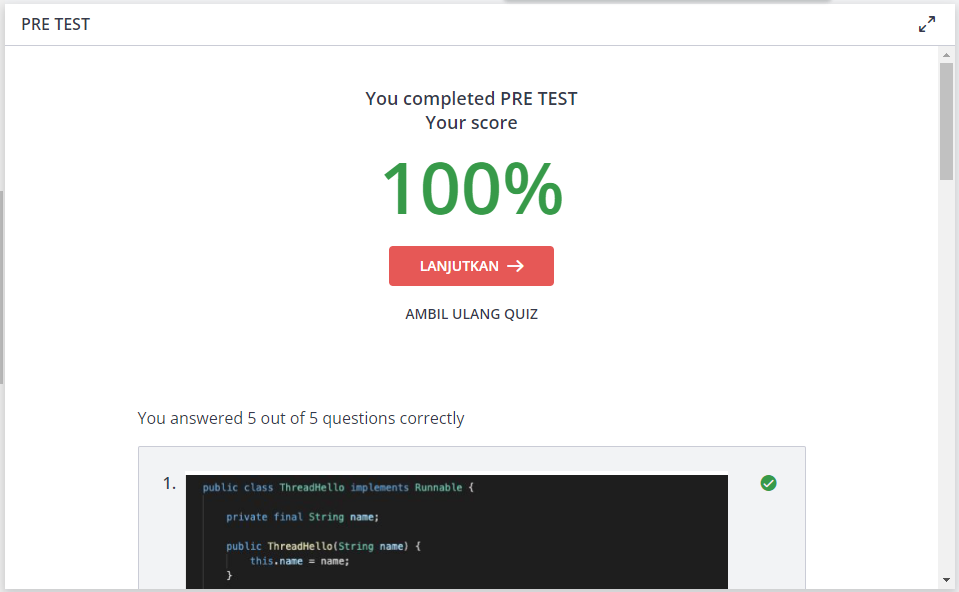 PRE TEST
You completed PRE TEST
Your score
100%
LANJUTKAN
AMBIL ULANG QUIZ
You answered 5 out of 5 questions correctly
1.
public class ThreadHello implements Runnable {
private final String name;
public ThreadHello(String name) {
this.name = name;
}